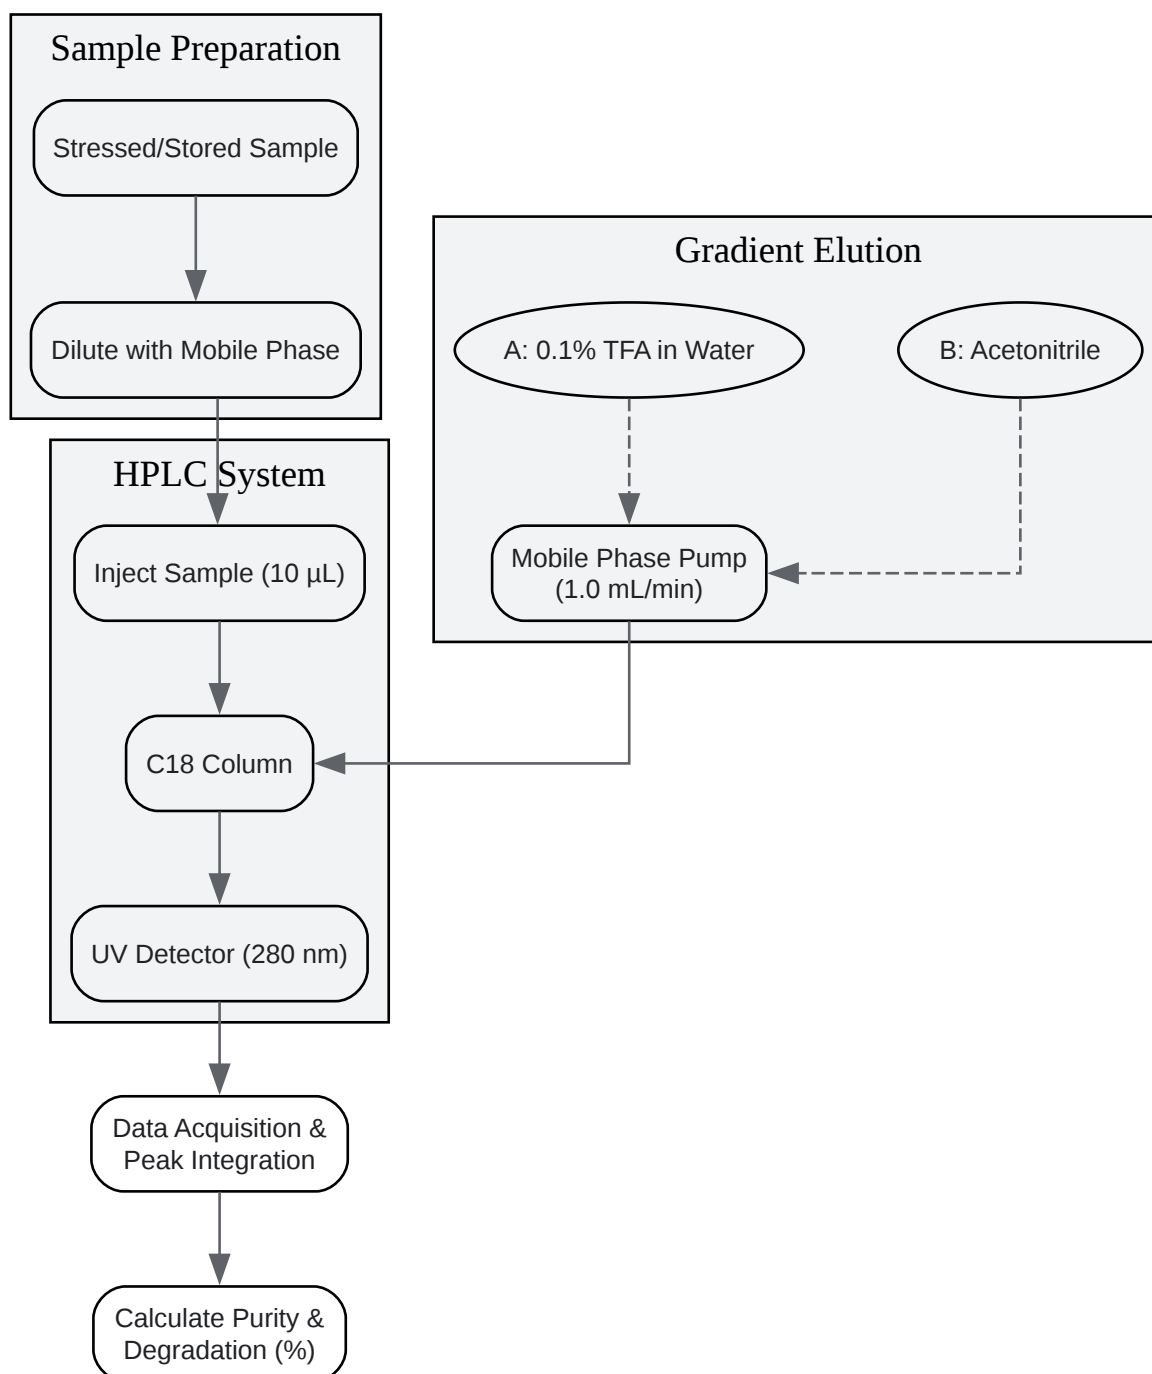 Sample Preparation
Stressed/Stored Sample
Dilute with Mobile Phase
Gradient Elution
A: 0.1% TFA in Water
B: Acetonitrile
Mobile Phase Pump
(1.0 mL/min)
HPLC System
Inject Sample (10 µL)
C18 Column
UV Detector (280 nm)
Data Acquisition &
Peak Integration
Calculate Purity &
Degradation (%)